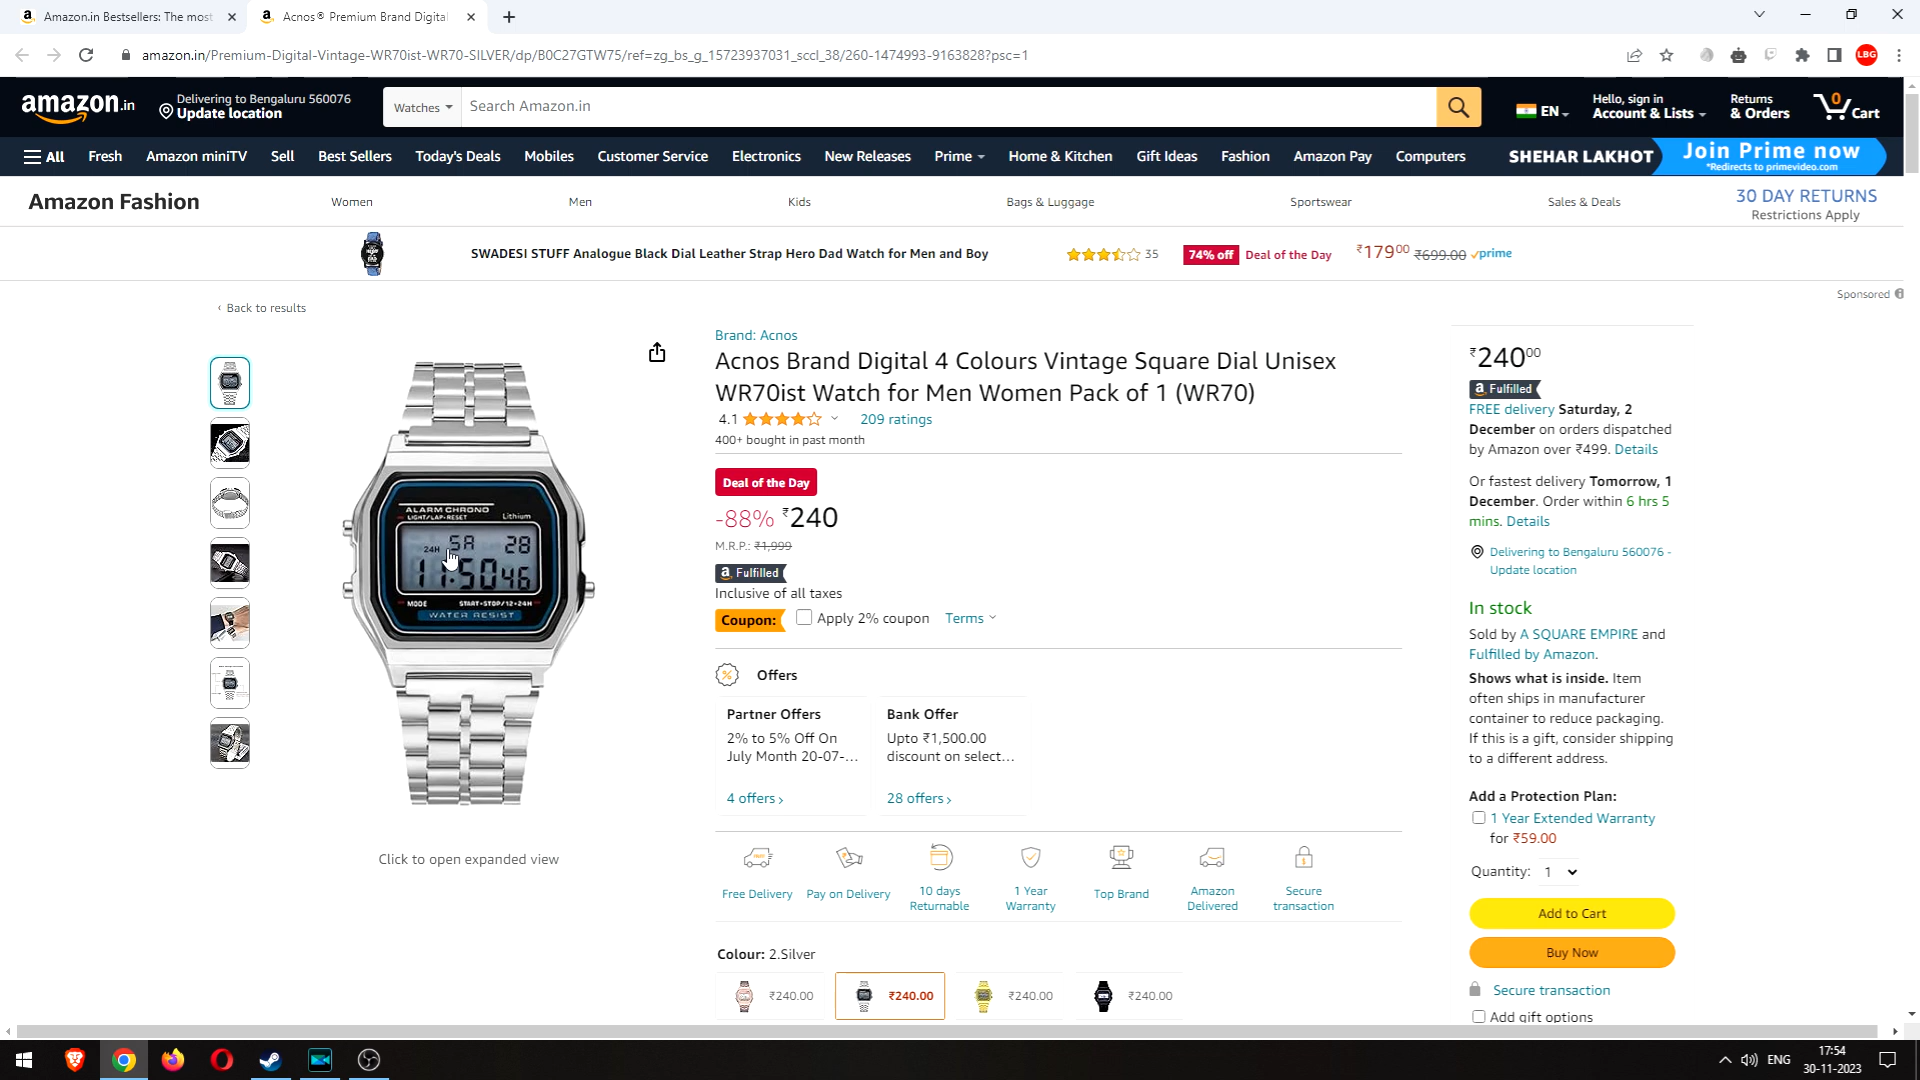 Amazon.in Bestsellers: The most
Acnos® Premium Brand Digital
amazon.in/Premium-Digital-Vintage-WR70ist-WR70-SILVER/dp/B0C27GTW75/ref=zg_bs_g_15723937031_sccl_38/260-1474993-9163828?psc=1
LBG
amazon.in
Delivering to Bengaluru 560076
Update location
Watches
Search Amazon.in
EN
Hello, sign in
Account & Lists
Returns
& Orders
0
Cart
All
Fresh
Amazon miniTV
Sell
Best Sellers
Today's Deals
Mobiles
Customer Service
Electronics
New Releases
Prime
Home & Kitchen
Gift Ideas
Fashion
Amazon Pay
Computers
SHEHAR LAKHOT
Join Prime now
*Redirects to primevideo.com
Amazon Fashion
Women
Men
Kids
Bags & Luggage
Sportswear
Sales & Deals
30 DAY RETURNS
Restrictions Apply
SWADESI STUFF Analogue Black Dial Leather Strap Hero Dad Watch for Men and Boy
35
74% off
Deal of the Day
₹17900
₹699.00
prime
Sponsored
‹ Back to results
ALARM CHRONO
LIGHT/LAP-RESET
Lithium
24H
SA
28
11:50 46
MODE
START-STOP/12-24H
WATER RESIST
Click to open expanded view
Brand: Acnos
Acnos Brand Digital 4 Colours Vintage Square Dial Unisex
WR70ist Watch for Men Women Pack of 1 (WR70)
4.1
209 ratings
400+ bought in past month
Deal of the Day
-88% ₹240
M.R.P.: ₹1,999
a Fulfilled
Inclusive of all taxes
Coupon:
Apply 2% coupon
Terms
Offers
Partner Offers
2% to 5% Off On
July Month 20-07-...
4 offers ›
Bank Offer
Upto ₹1,500.00
discount on select...
28 offers ›
Free Delivery
Pay on Delivery
10 days
Returnable
1 Year
Warranty
Top Brand
Amazon
Delivered
Secure
transaction
Colour: 2.Silver
₹240.00
₹240.00
₹240.00
₹240.00
₹24000
a Fulfilled
FREE delivery Saturday, 2
December on orders dispatched
by Amazon over ₹499. Details
Or fastest delivery Tomorrow, 1
December. Order within 6 hrs 5
mins. Details
Delivering to Bengaluru 560076 -
Update location
In stock
Sold by A SQUARE EMPIRE and
Fulfilled by Amazon.
Shows what is inside. Item
often ships in manufacturer
container to reduce packaging.
If this is a gift, consider shipping
to a different address.
Add a Protection Plan:
1 Year Extended Warranty
for ₹59.00
Quantity: 1
Add to Cart
Buy Now
Secure transaction
Add gift options
ENG
17:54
30-11-2023